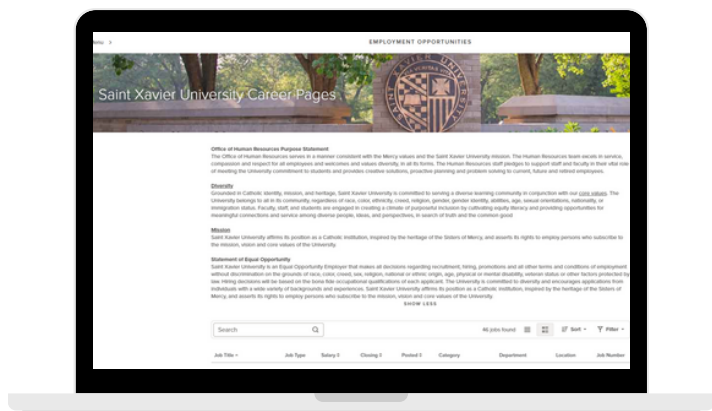 Menu
EMPLOYMENT OPPORTUNITIES
SAINT XAVIER UNIVERSITY
Saint Xavier University Career Pages
Office of Human Resources Purpose Statement
The Office of Human Resources serves in a manner consistent with the Mercy values and the Saint Xavier University mission. The Human Resources team excels in service,
compassion and respect for all employees and welcomes and values diversity, in all its forms. The Human Resources staff pledges to support staff and faculty in their vital role
of meeting the University commitment to students and provides creative solutions, proactive planning and problem solving to current, future and retired employees.
Diversity
Grounded in Catholic identity, mission, and heritage, Saint Xavier University is committed to serving a diverse learning community in conjunction with our core values. The
University belongs to all in its community, regardless of race, color, ethnicity, creed, religion, gender, gender identity, abilities, age, sexual orientations, nationality, or
immigration status. Faculty, staff, and students are engaged in creating a climate of purposeful inclusion by cultivating equity literacy and providing opportunities for
meaningful connections and service among diverse people, ideas, and perspectives, in search of truth and the common good
Mission
Saint Xavier University affirms its position as a Catholic institution, inspired by the heritage of the Sisters of Mercy, and asserts its rights to employ persons who subscribe to
the mission, vision and core values of the University.
Statement of Equal Opportunity
Saint Xavier University is an Equal Opportunity Employer that makes all decisions regarding recruitment, hiring, promotions and all other terms and conditions of employment
without discrimination on the grounds of race, color, creed, sex, religion, national or ethnic origin, age, physical or mental disability, veteran status or other factors protected by
law. Hiring decisions will be based on the bona fide occupational qualifications of each applicant. The University is committed to diversity and encourages applications from
individuals with a wide variety of backgrounds and experiences. Saint Xavier University affirms its position as a Catholic institution, inspired by the heritage of the Sisters of
Mercy, and asserts its rights to employ persons who subscribe to the mission, vision and core values of the University.
SHOW LESS
Search
46 jobs found
Sort
Filter
Job Title
Job Type
Salary
Closing
Posted
Category
Department
Location
Job Number